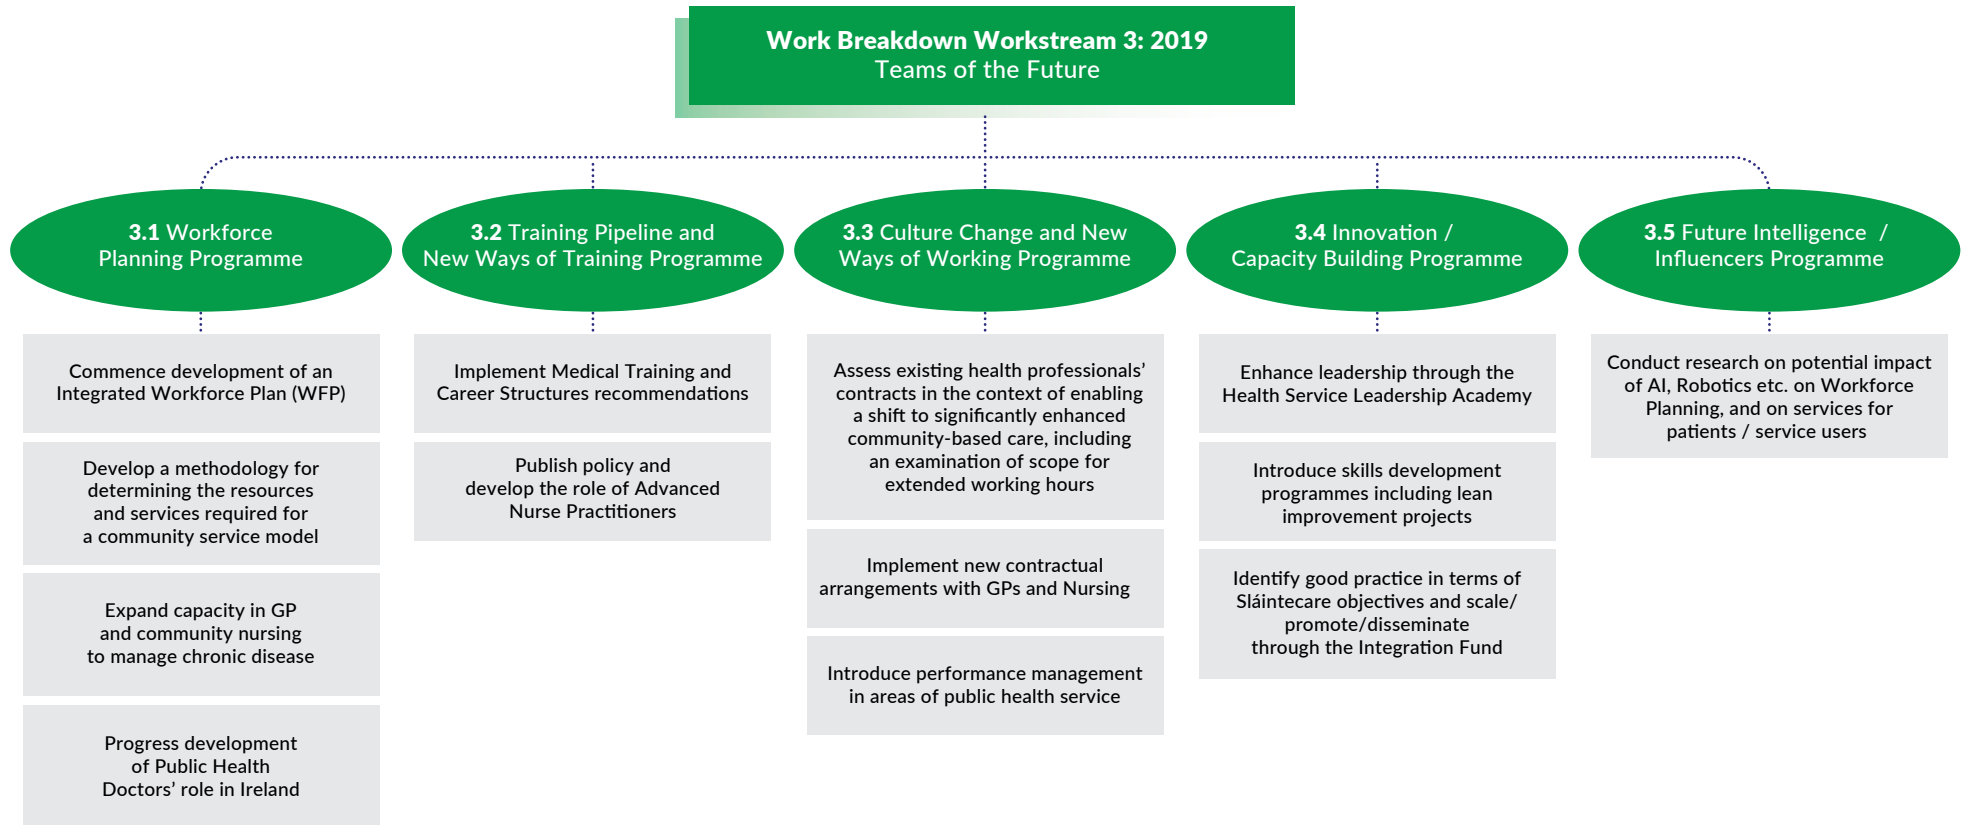 Work Breakdown Workstream 3: 2019
Teams of the Future
3.1 Workforce
Planning Programme
Commence development of an
Integrated Workforce Plan (WFP)
Develop a methodology for
determining the resources
and services required for
a community service model
Expand capacity in GP
and community nursing
to manage chronic disease
Progress development
of Public Health
Doctors’ role in Ireland
3.2 Training Pipeline and
New Ways of Training Programme
Implement Medical Training and
Career Structures recommendations
Publish policy and
develop the role of Advanced
Nurse Practitioners
3.3 Culture Change and New
Ways of Working Programme
Assess existing health professionals’
contracts in the context of enabling
a shift to significantly enhanced
community-based care, including
an examination of scope for
extended working hours
Implement new contractual
arrangements with GPs and Nursing
Introduce performance management
in areas of public health service
3.4 Innovation /
Capacity Building Programme
Enhance leadership through the
Health Service Leadership Academy
Introduce skills development
programmes including lean
improvement projects
Identify good practice in terms of
Sláintecare objectives and scale/
promote/disseminate
through the Integration Fund
3.5 Future Intelligence /
Influencers Programme
Conduct research on potential impact
of AI, Robotics etc. on Workforce
Planning, and on services for
patients / service users